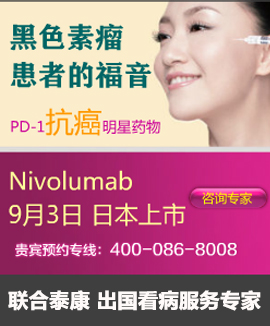 黑色素瘤
患者的福音
PD-1抗癌明星药物
Nivolumab
9月3日 日本上市
咨询专家
贵宾预约专线：400-086-8008
联合泰康 出国看病服务专家